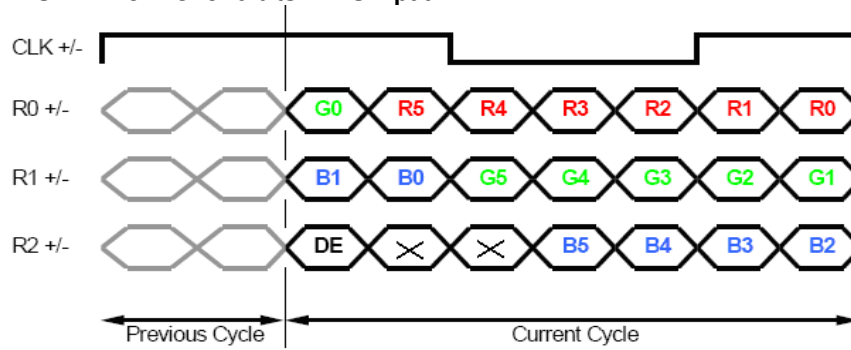 CLK +/-
R0 +/- G0 R5 R4 R3 R2 R1 R0
R1 +/- B1 B0 G5 G4 G3 G2 G1
R2 +/- DE B5 B4 B3 B2
Previous Cycle Current Cycle